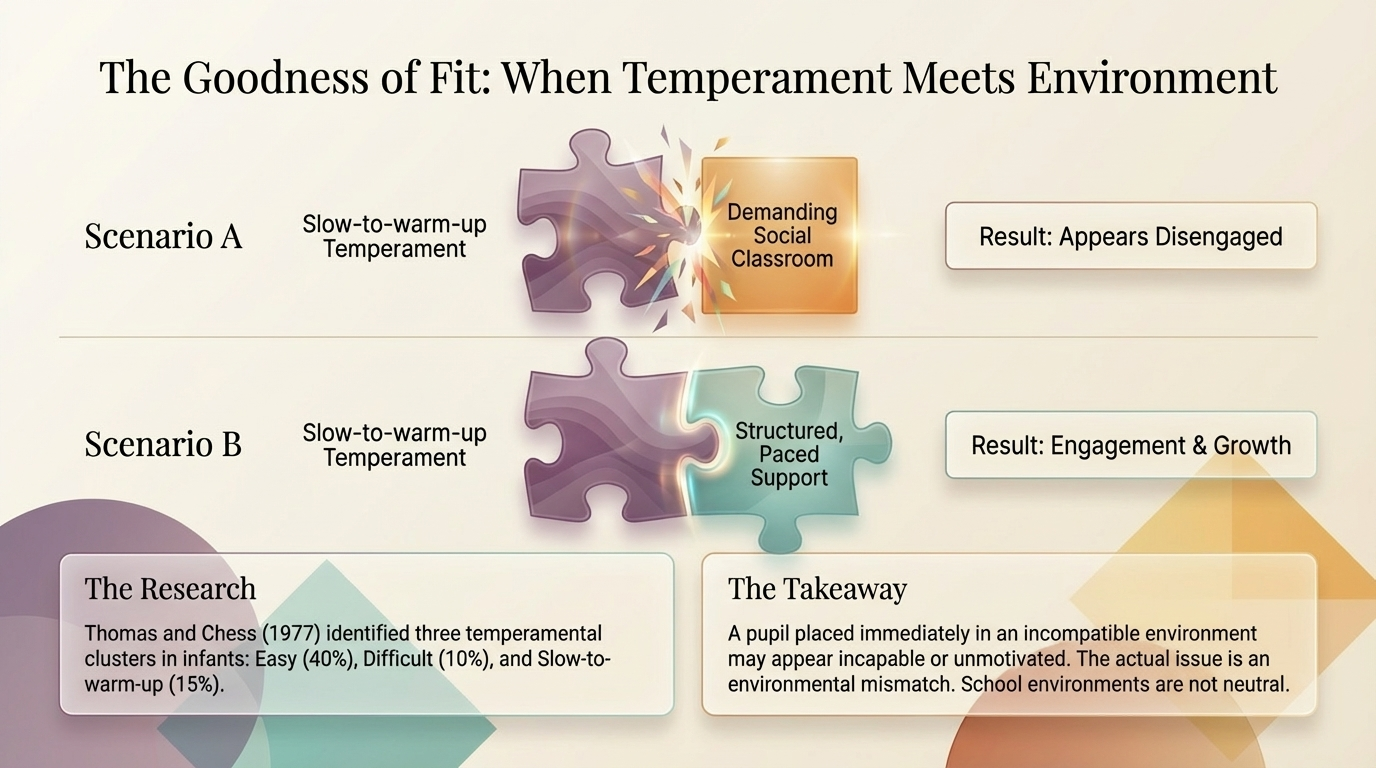 The Goodness of Fit: When Temperament Meets Environment
Scenario A
Slow-to-warm-up
Temperament
Demanding
Social
Classroom
Result: Appears Disengaged
Scenario B
Slow-to-warm-up
Temperament
Structured,
Paced
Support
Result: Engagement & Growth
The Research
Thomas and Chess (1977) identified three temperamental
clusters in infants: Easy (40%), Difficult (10%), and Slow-to-
warm-up (15%).
The Takeaway
A pupil placed immediately in an incompatible environment
may appear incapable or unmotivated. The actual issue is an
environmental mismatch. School environments are not neutral.